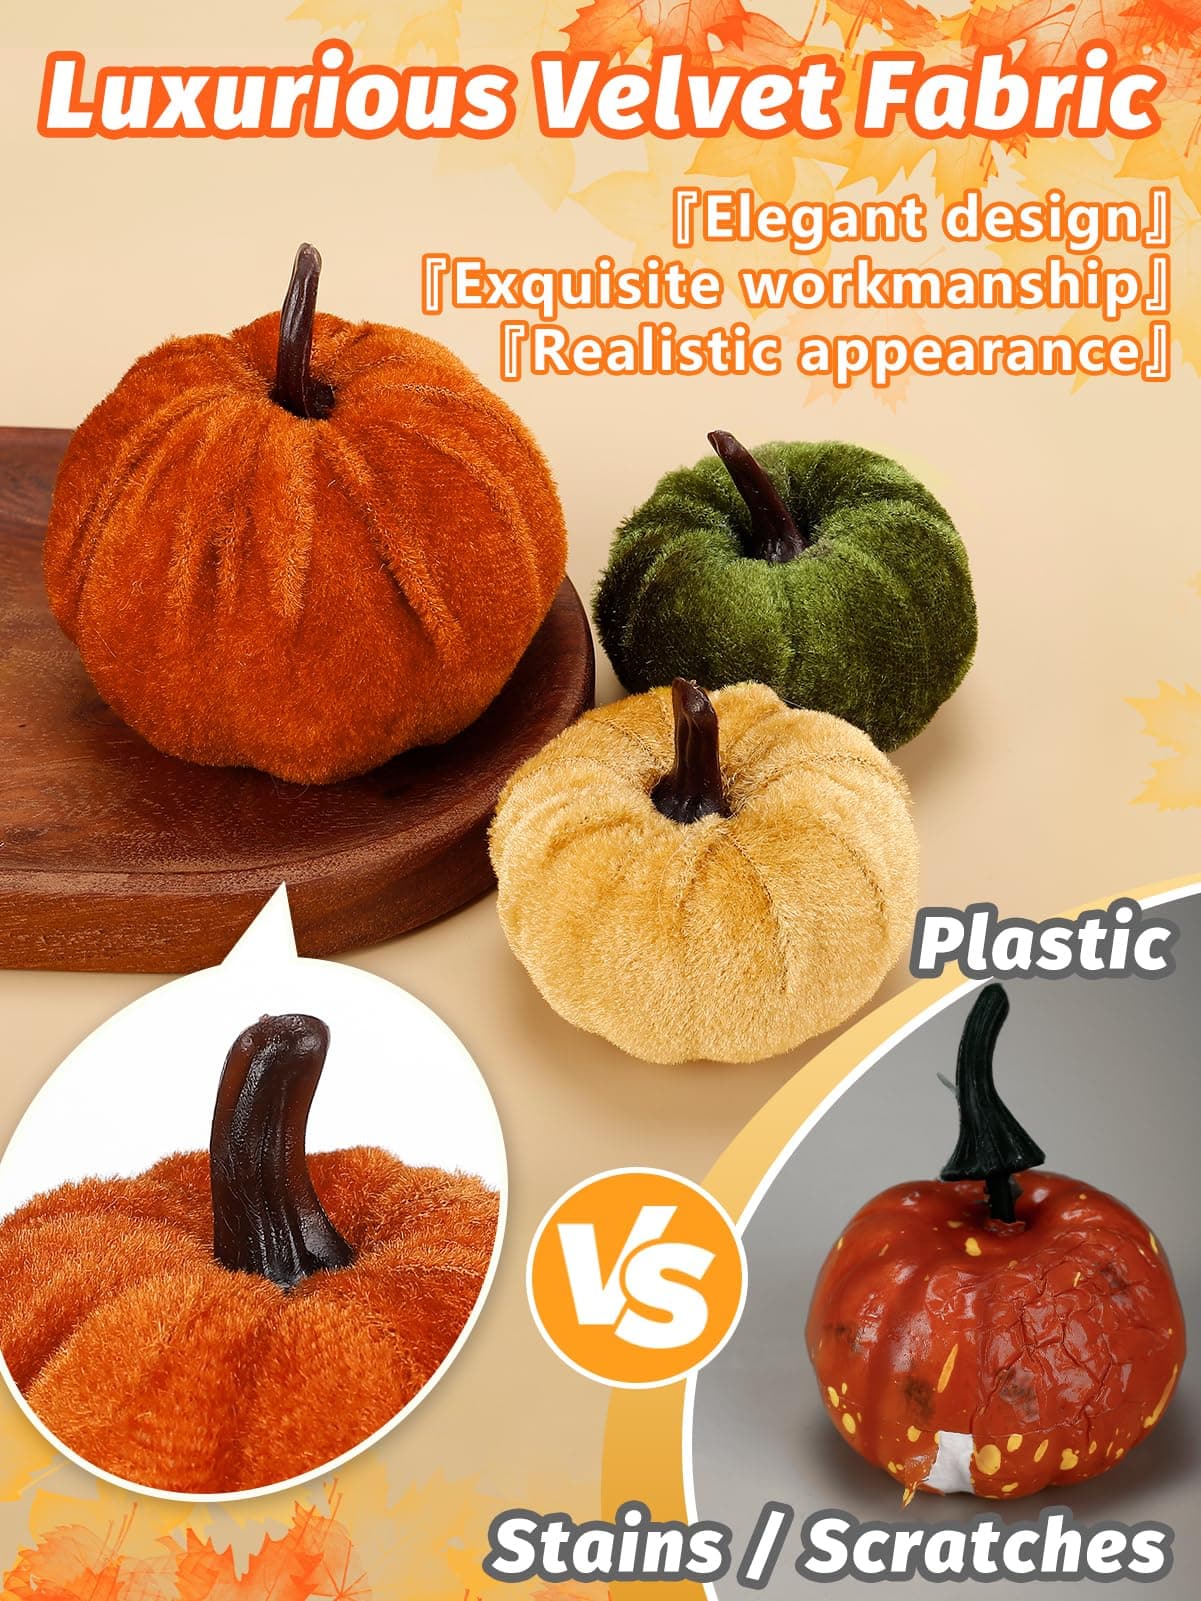 Luxurious Velvet Fabric
『Elegant design』
『Exquisite workmanship』
『Realistic appearance』
Plastic
VS
Stains / Scratches